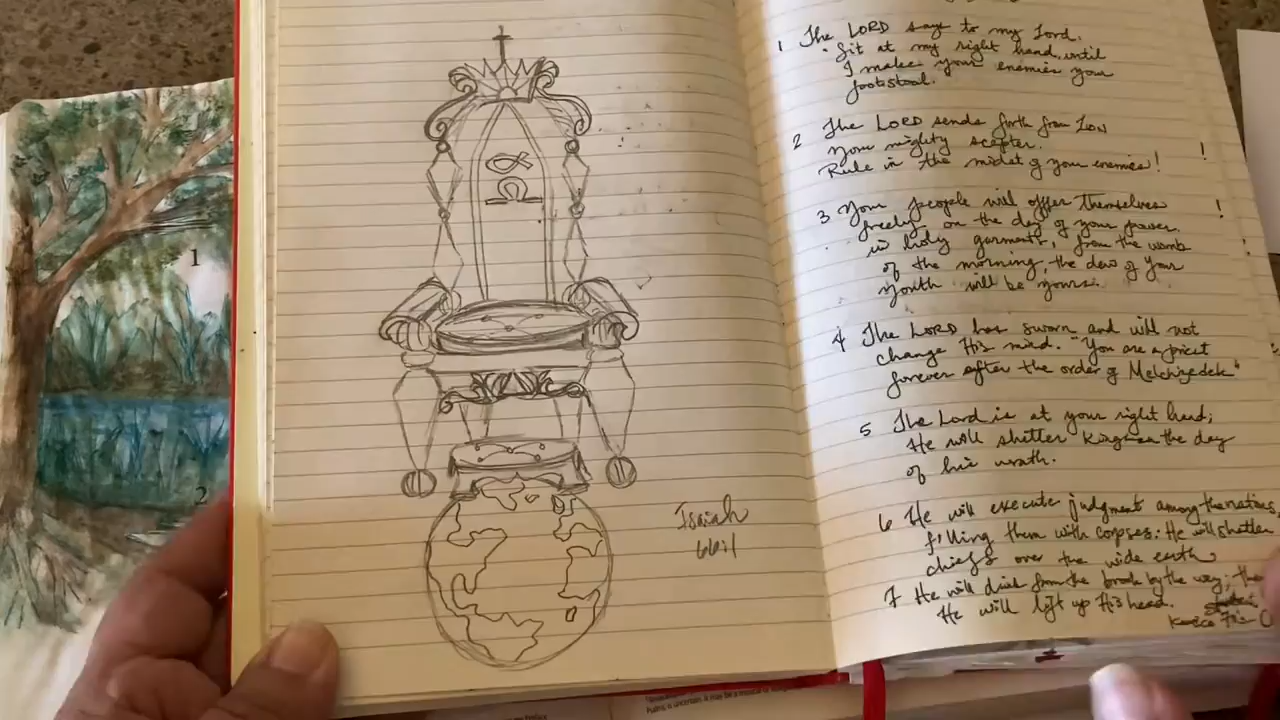 1
2
Isaiah
66:1
1 The LORD says to my Lord.
"Sit at my right hand, until
I make your enemies your
footstool.
2 The LORD sends forth from Zion
your mighty scepter.
Rule in the midst of your enemies! !
3 Your people will offer themselves !
freely on the day of your power.
in holy garments, from the womb
of the morning, the dew of your
youth will be yours.
4 The LORD has sworn and will not
change His mind. "You are a priest
forever after the order of Melchizedek"
5 The Lord is at your right hand;
He will shatter kings on the day
of his wrath.
6 He will execute judgment among the nations,
filling them with corpses: He will shatter
chiefs over the wide earth
7 He will drink from the brook by the way; the
He will lift up His head.